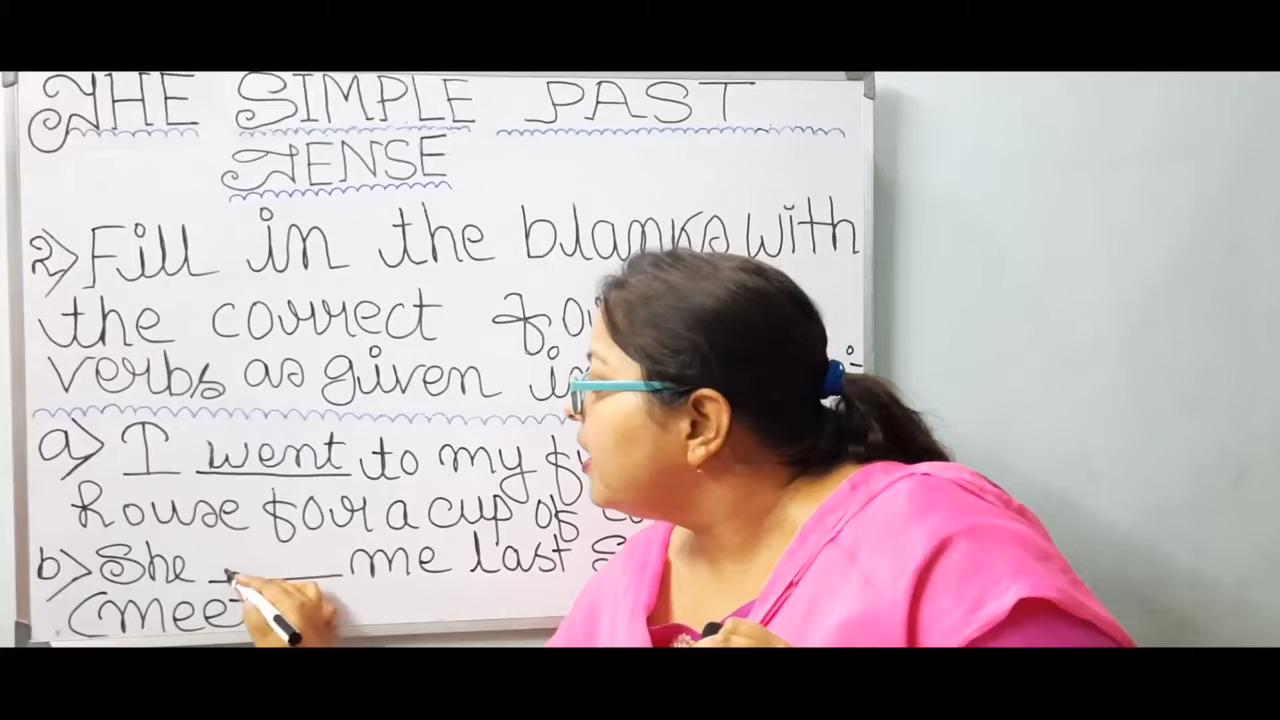 THE SIMPLE PAST
TENSE
2) Fill in the blanks with
the correct
verbs as given
a) I went to my
house for a cup of
b) She ____ me last
(meet